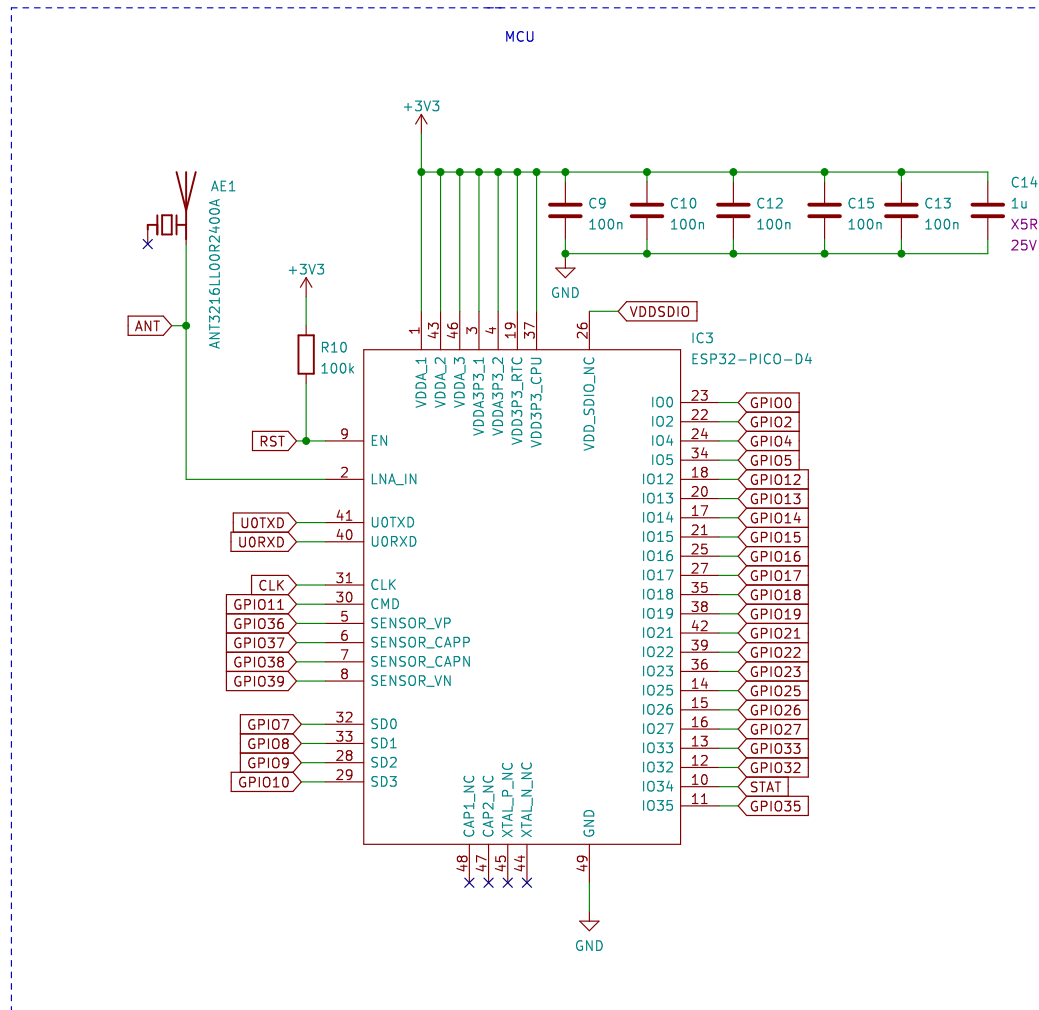 MCU
+3V3
AE1
ANT3216LL00R2400A
C9
100n
C10
100n
C12
100n
C15
100n
C13
100n
C14
1u
X5R
25V
GND
+3V3
ANT
R10
100k
RST
VDDSDIO
IC3
ESP32-PICO-D4
1
43
46
3
4
19
37
26
VDDA_1
VDDA_2
VDDA_3
VDDA3P3_1
VDDA3P3_2
VDD3P3_RTC
VDD3P3_CPU
VDD_SDIO_NC
9 EN
2 LNA_IN
U0TXD 41 U0TXD
U0RXD 40 U0RXD
CLK 31 CLK
GPIO11 30 CMD
GPIO36 5 SENSOR_VP
GPIO37 6 SENSOR_CAPP
GPIO38 7 SENSOR_CAPN
GPIO39 8 SENSOR_VN
GPIO7 32 SD0
GPIO8 33 SD1
GPIO9 28 SD2
GPIO10 29 SD3
IO0 23 GPIO0
IO2 22 GPIO2
IO4 24 GPIO4
IO5 34 GPIO5
IO12 18 GPIO12
IO13 20 GPIO13
IO14 17 GPIO14
IO15 21 GPIO15
IO16 25 GPIO16
IO17 27 GPIO17
IO18 35 GPIO18
IO19 38 GPIO19
IO21 42 GPIO21
IO22 39 GPIO22
IO23 36 GPIO23
IO25 14 GPIO25
IO26 15 GPIO26
IO27 16 GPIO27
IO33 13 GPIO33
IO32 12 GPIO32
IO34 10 STAT
IO35 11 GPIO35
CAP1_NC
CAP2_NC
XTAL_P_NC
XTAL_N_NC
GND
48
47
45
44
49
GND